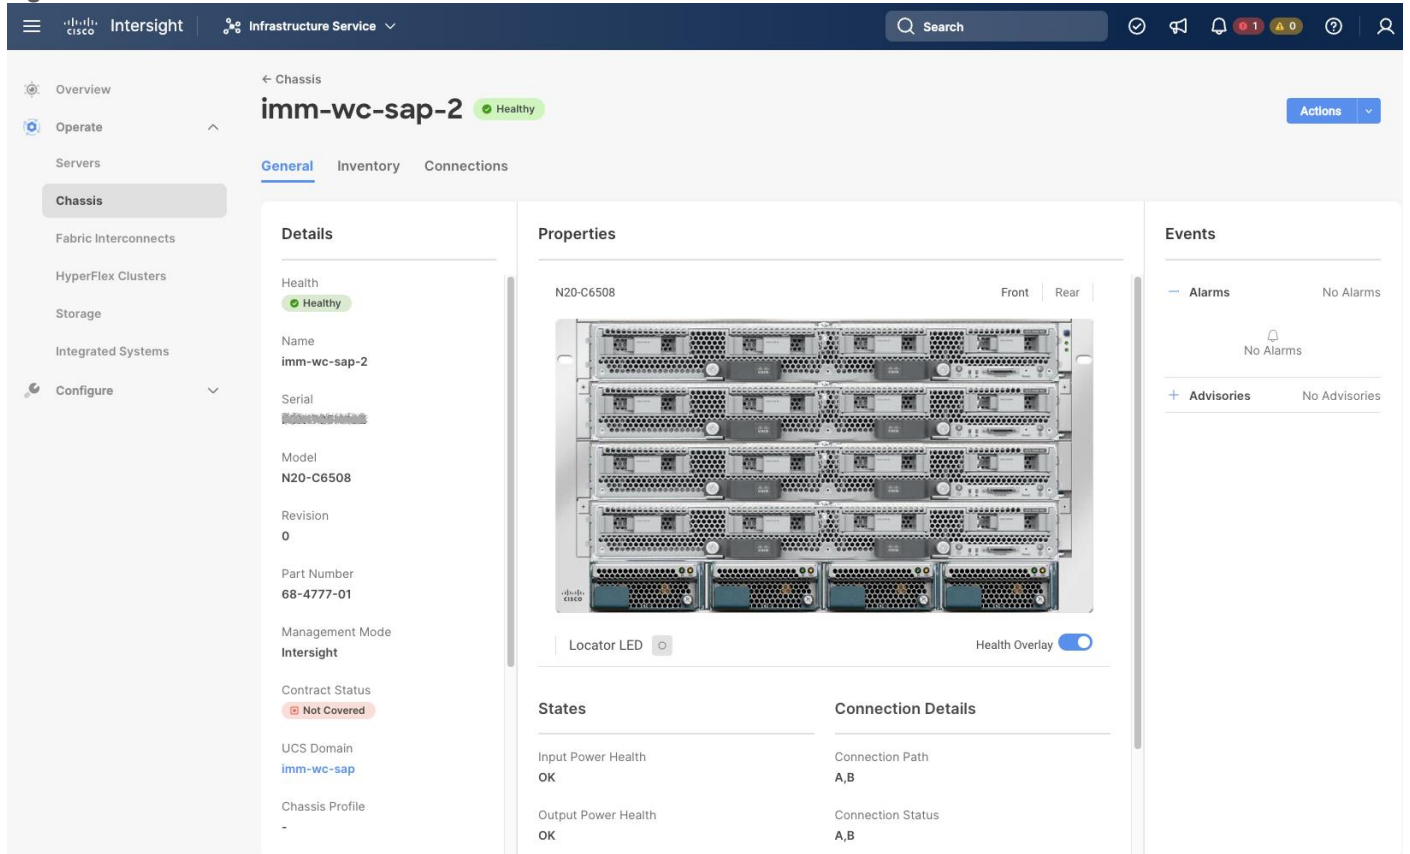 cisco Intersight
Infrastructure Service
Search
1
0
Overview
Operate
Servers
Chassis
Fabric Interconnects
HyperFlex Clusters
Storage
Integrated Systems
Configure
← Chassis
imm-wc-sap-2
Healthy
Actions
General Inventory Connections
Details
Health
Healthy
Name
imm-wc-sap-2
Serial
Model
N20-C6508
Revision
0
Part Number
68-4777-01
Management Mode
Intersight
Contract Status
Not Covered
UCS Domain
imm-wc-sap
Chassis Profile
-
Properties
N20-C6508
Front Rear
cisco
Locator LED
Health Overlay
States
Input Power Health
OK
Output Power Health
OK
Connection Details
Connection Path
A,B
Connection Status
A,B
Events
Alarms No Alarms
No Alarms
Advisories No Advisories